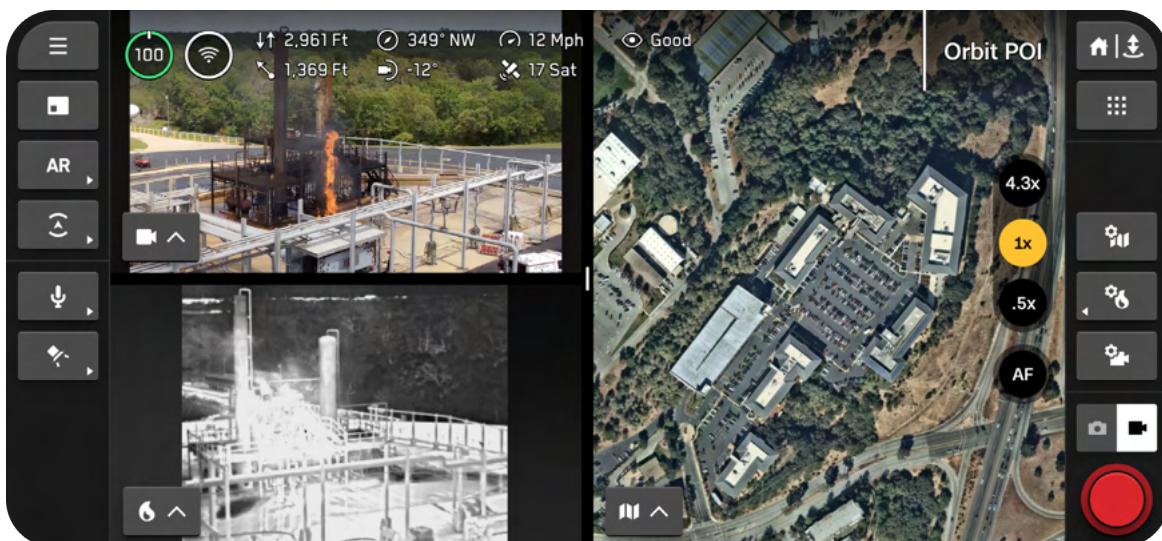 100
2,961 Ft 349° NW 12 Mph
1,369 Ft -12° 17 Sat
Good
Orbit POI
AR
4.3x
1x
.5x
AF